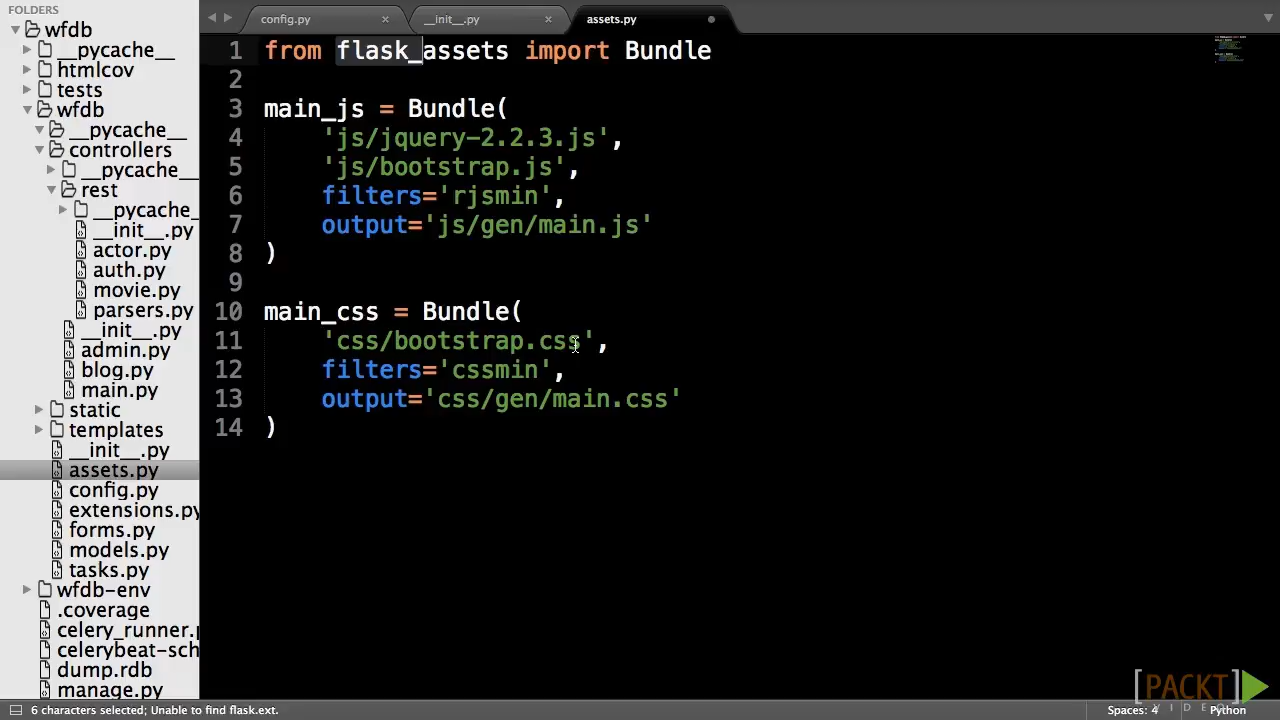 FOLDERS
wfdb
__pycache__
htmlcov
tests
wfdb
__pycache__
controllers
__pycache__
rest
__pycache_
__init__.py
actor.py
auth.py
movie.py
parsers.py
__init__.py
admin.py
blog.py
main.py
static
templates
__init__.py
assets.py
config.py
extensions.py
forms.py
models.py
tasks.py
wfdb-env
.coverage
celery_runner.
celerybeat-sch
dump.rdb
manage.py
config.py × __init__.py × assets.py
1 from flask_assets import Bundle
2
3 main_js = Bundle(
4 'js/jquery-2.2.3.js',
5 'js/bootstrap.js',
6 filters='rjsmin',
7 output='js/gen/main.js'
8 )
9
10 main_css = Bundle(
11 'css/bootstrap.css',
12 filters='cssmin',
13 output='css/gen/main.css'
14 )
[PACKT]
VIDEO
6 characters selected; Unable to find flask.ext.
Spaces: 4 Python